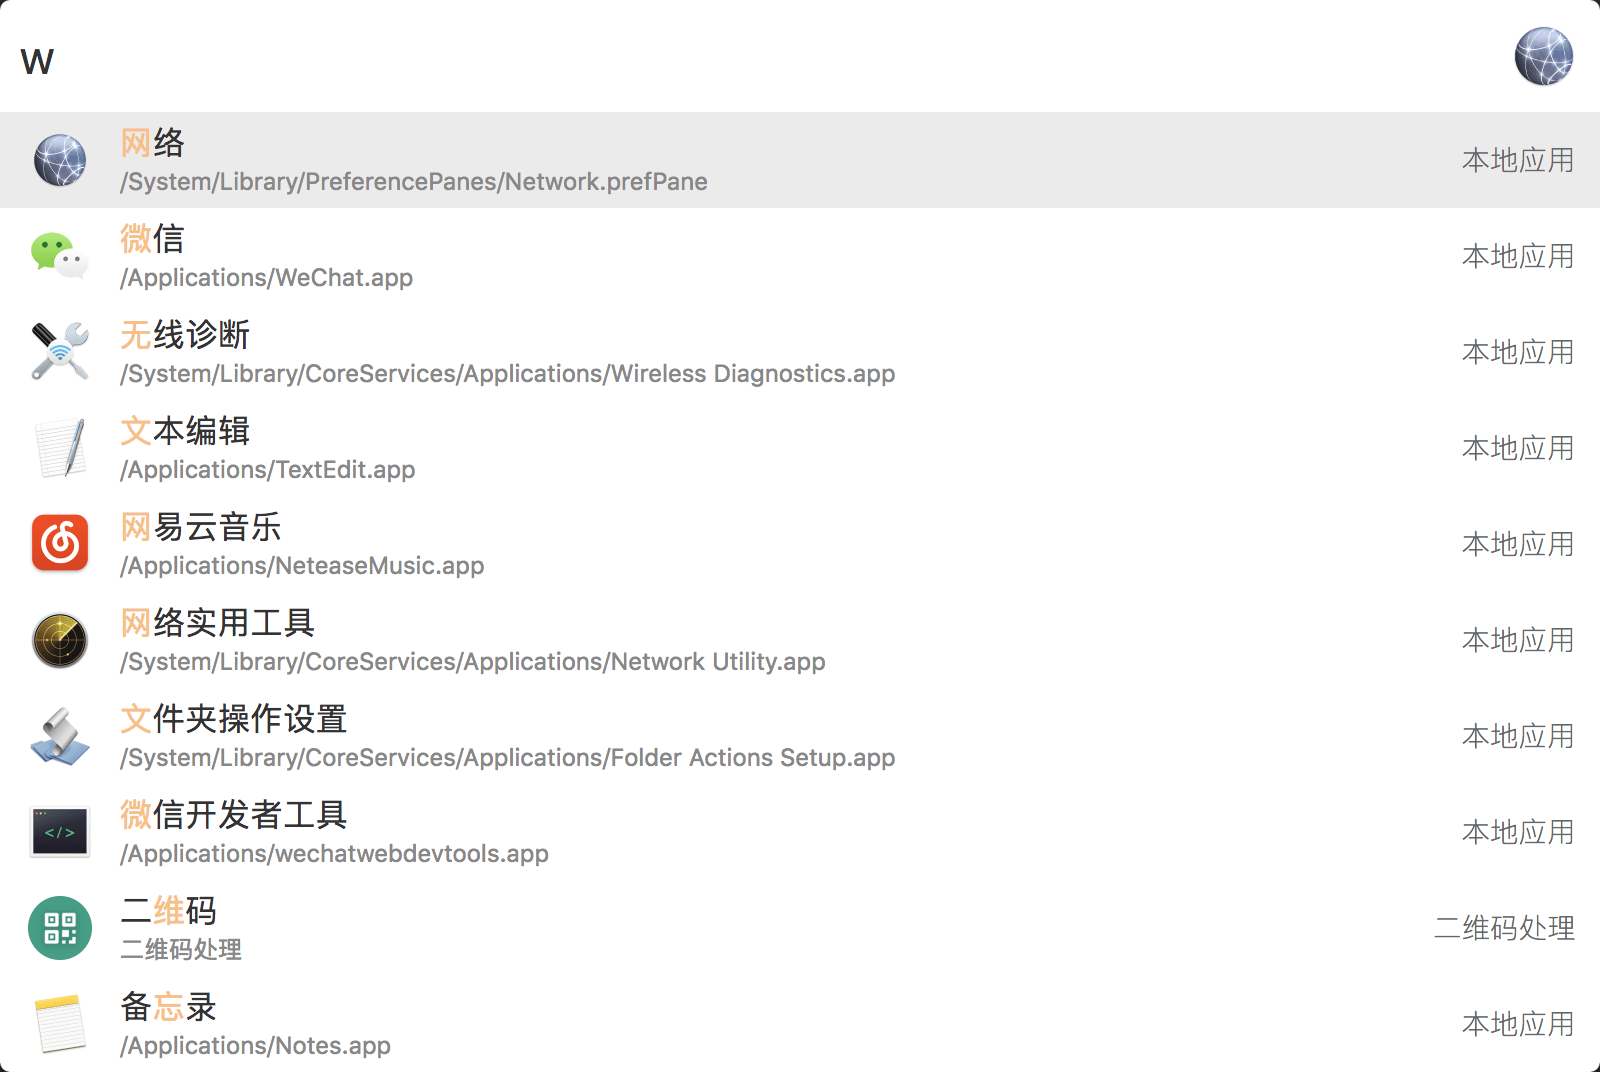 w
网络
/System/Library/PreferencePanes/Network.prefPane
本地应用
微信
/Applications/WeChat.app
本地应用
无线诊断
/System/Library/CoreServices/Applications/Wireless Diagnostics.app
本地应用
文本编辑
/Applications/TextEdit.app
本地应用
网易云音乐
/Applications/NeteaseMusic.app
本地应用
网络实用工具
/System/Library/CoreServices/Applications/Network Utility.app
本地应用
文件夹操作设置
/System/Library/CoreServices/Applications/Folder Actions Setup.app
本地应用
微信开发者工具
/Applications/wechatwebdevtools.app
本地应用
</>
二维码
二维码处理
二维码处理
备忘录
/Applications/Notes.app
本地应用